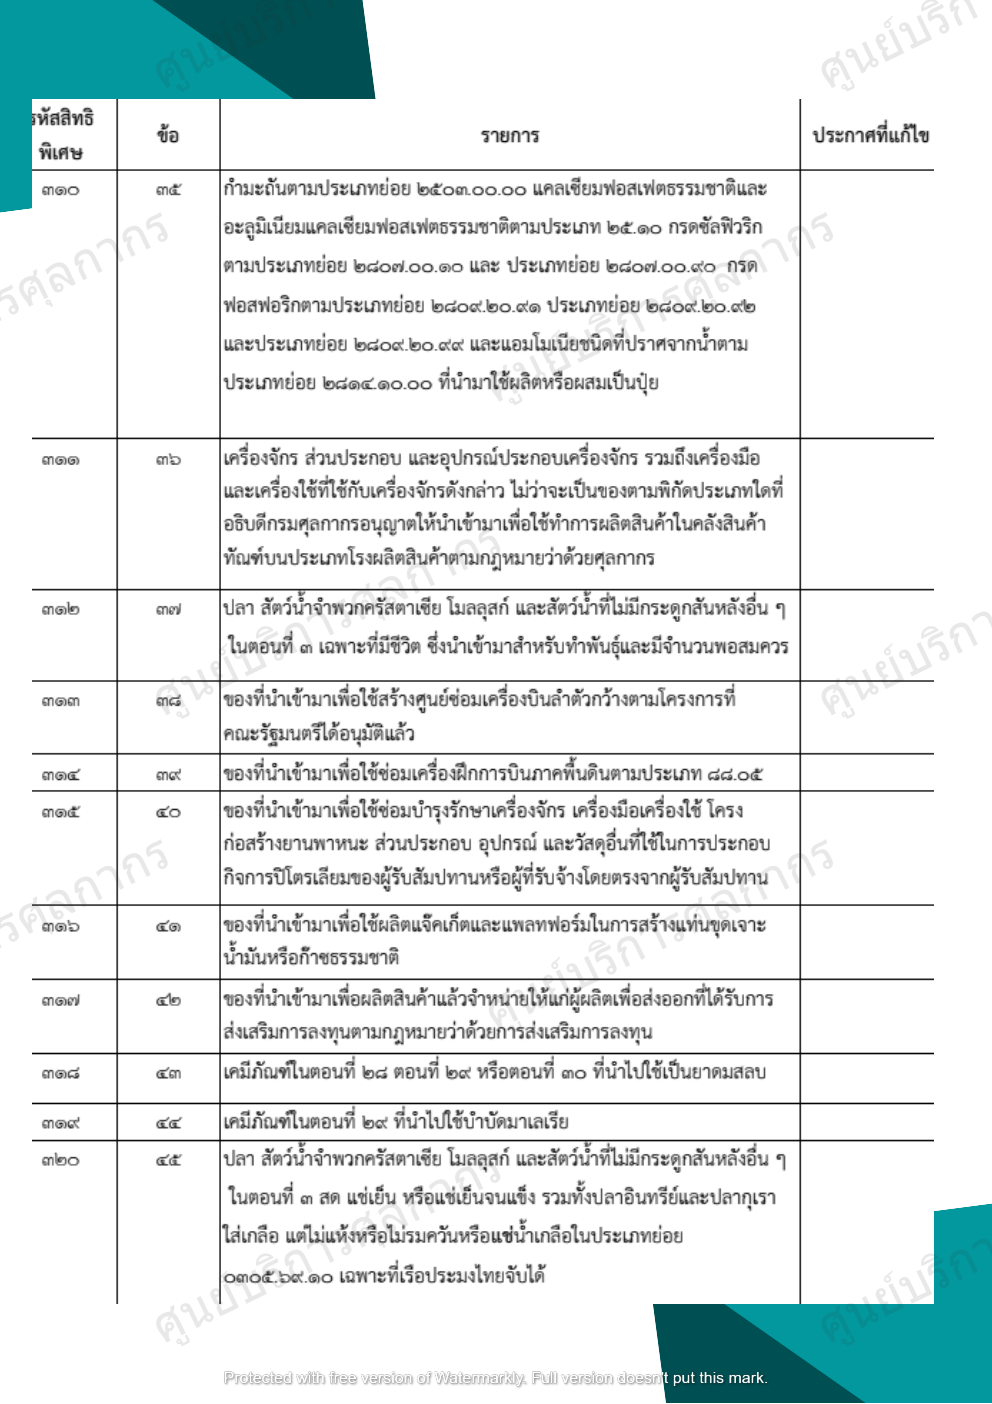 รหัสสิทธิ
พิเศษ
ข้อ
รายการ
ประกาศที่แก้ไข
๓๑๐ ๓๕ กำมะถันตามประเภทย่อย ๒๕๐๓.๐๐.๐๐ แคลเซียมฟอสเฟตธรรมชาติและ
อะลูมิเนียมแคลเซียมฟอสเฟตธรรมชาติตามประเภท ๒๕.๑๐ กรดซัลฟิวริก
ตามประเภทย่อย ๒๘๐๗.๐๐.๑๐ และ ประเภทย่อย ๒๘๐๗.๐๐.๙๐ กรด
ฟอสฟอริกตามประเภทย่อย ๒๘๐๙.๒๐.๙๑ ประเภทย่อย ๒๘๐๙.๒๐.๙๒
และประเภทย่อย ๒๘๐๙.๒๐.๙๙ และแอมโมเนียชนิดที่ปราศจากน้ำตาม
ประเภทย่อย ๒๘๑๔.๑๐.๐๐ ที่นำมาใช้ผลิตหรือผสมเป็นปุ๋ย
๓๑๑ ๓๖ เครื่องจักร ส่วนประกอบ และอุปกรณ์ประกอบเครื่องจักร รวมถึงเครื่องมือ
และเครื่องใช้ที่ใช้กับเครื่องจักรดังกล่าว ไม่ว่าจะเป็นของตามพิกัดประเภทใดที่
อธิบดีกรมศุลกากรอนุญาตให้นำเข้ามาเพื่อใช้ทำการผลิตสินค้าในคลังสินค้า
ทัณฑ์บนประเภทโรงผลิตสินค้าตามกฎหมายว่าด้วยศุลกากร
๓๑๒ ๓๗ ปลา สัตว์น้ำจำพวกครัสตาเซีย โมลลุสก์ และสัตว์น้ำที่ไม่มีกระดูกสันหลังอื่น ๆ
ในตอนที่ ๓ เฉพาะที่มีชีวิต ซึ่งนำเข้ามาสำหรับทำพันธุ์และมีจำนวนพอสมควร
๓๑๓ ๓๘ ของที่นำเข้ามาเพื่อใช้สร้างศูนย์ซ่อมเครื่องบินลำตัวกว้างตามโครงการที่
คณะรัฐมนตรีได้อนุมัติแล้ว
๓๑๔ ๓๙ ของที่นำเข้ามาเพื่อใช้ซ่อมเครื่องฝึกการบินภาคพื้นดินตามประเภท ๘๘.๐๕
๓๑๕ ๔๐ ของที่นำเข้ามาเพื่อใช้ซ่อมบำรุงรักษาเครื่องจักร เครื่องมือเครื่องใช้ โครง
ก่อสร้างยานพาหนะ ส่วนประกอบ อุปกรณ์ และวัสดุอื่นที่ใช้ในการประกอบ
กิจการปิโตรเลียมของผู้รับสัมปทานหรือผู้ที่รับจ้างโดยตรงจากผู้รับสัมปทาน
๓๑๖ ๔๑ ของที่นำเข้ามาเพื่อใช้ผลิตแจ๊คเก็ตและแพลทฟอร์มในการสร้างแท่นขุดเจาะ
น้ำมันหรือก๊าซธรรมชาติ
๓๑๗ ๔๒ ของที่นำเข้ามาเพื่อผลิตสินค้าแล้วจำหน่ายให้แก่ผู้ผลิตเพื่อส่งออกที่ได้รับการ
ส่งเสริมการลงทุนตามกฎหมายว่าด้วยการส่งเสริมการลงทุน
๓๑๘ ๔๓ เคมีภัณฑ์ในตอนที่ ๒๘ ตอนที่ ๒๙ หรือตอนที่ ๓๐ ที่นำไปใช้เป็นยาดมสลบ
๓๑๙ ๔๔ เคมีภัณฑ์ในตอนที่ ๒๙ ที่นำไปใช้บำบัดมาเลเรีย
๓๒๐ ๔๕ ปลา สัตว์น้ำจำพวกครัสตาเซีย โมลลุสก์ และสัตว์น้ำที่ไม่มีกระดูกสันหลังอื่น ๆ
ในตอนที่ ๓ สด แช่เย็น หรือแช่เย็นจนแข็ง รวมทั้งปลาอินทรีย์และปลากุเรา
ใส่เกลือ แต่ไม่แห้งหรือไม่รมควันหรือแช่น้ำเกลือในประเภทย่อย
๐๓๐๕.๖๙.๑๐ เฉพาะที่เรือประมงไทยจับได้
ศูนย์บริการศุลกากร
Protected with free version of Watermarkly. Full version doesn't put this mark.